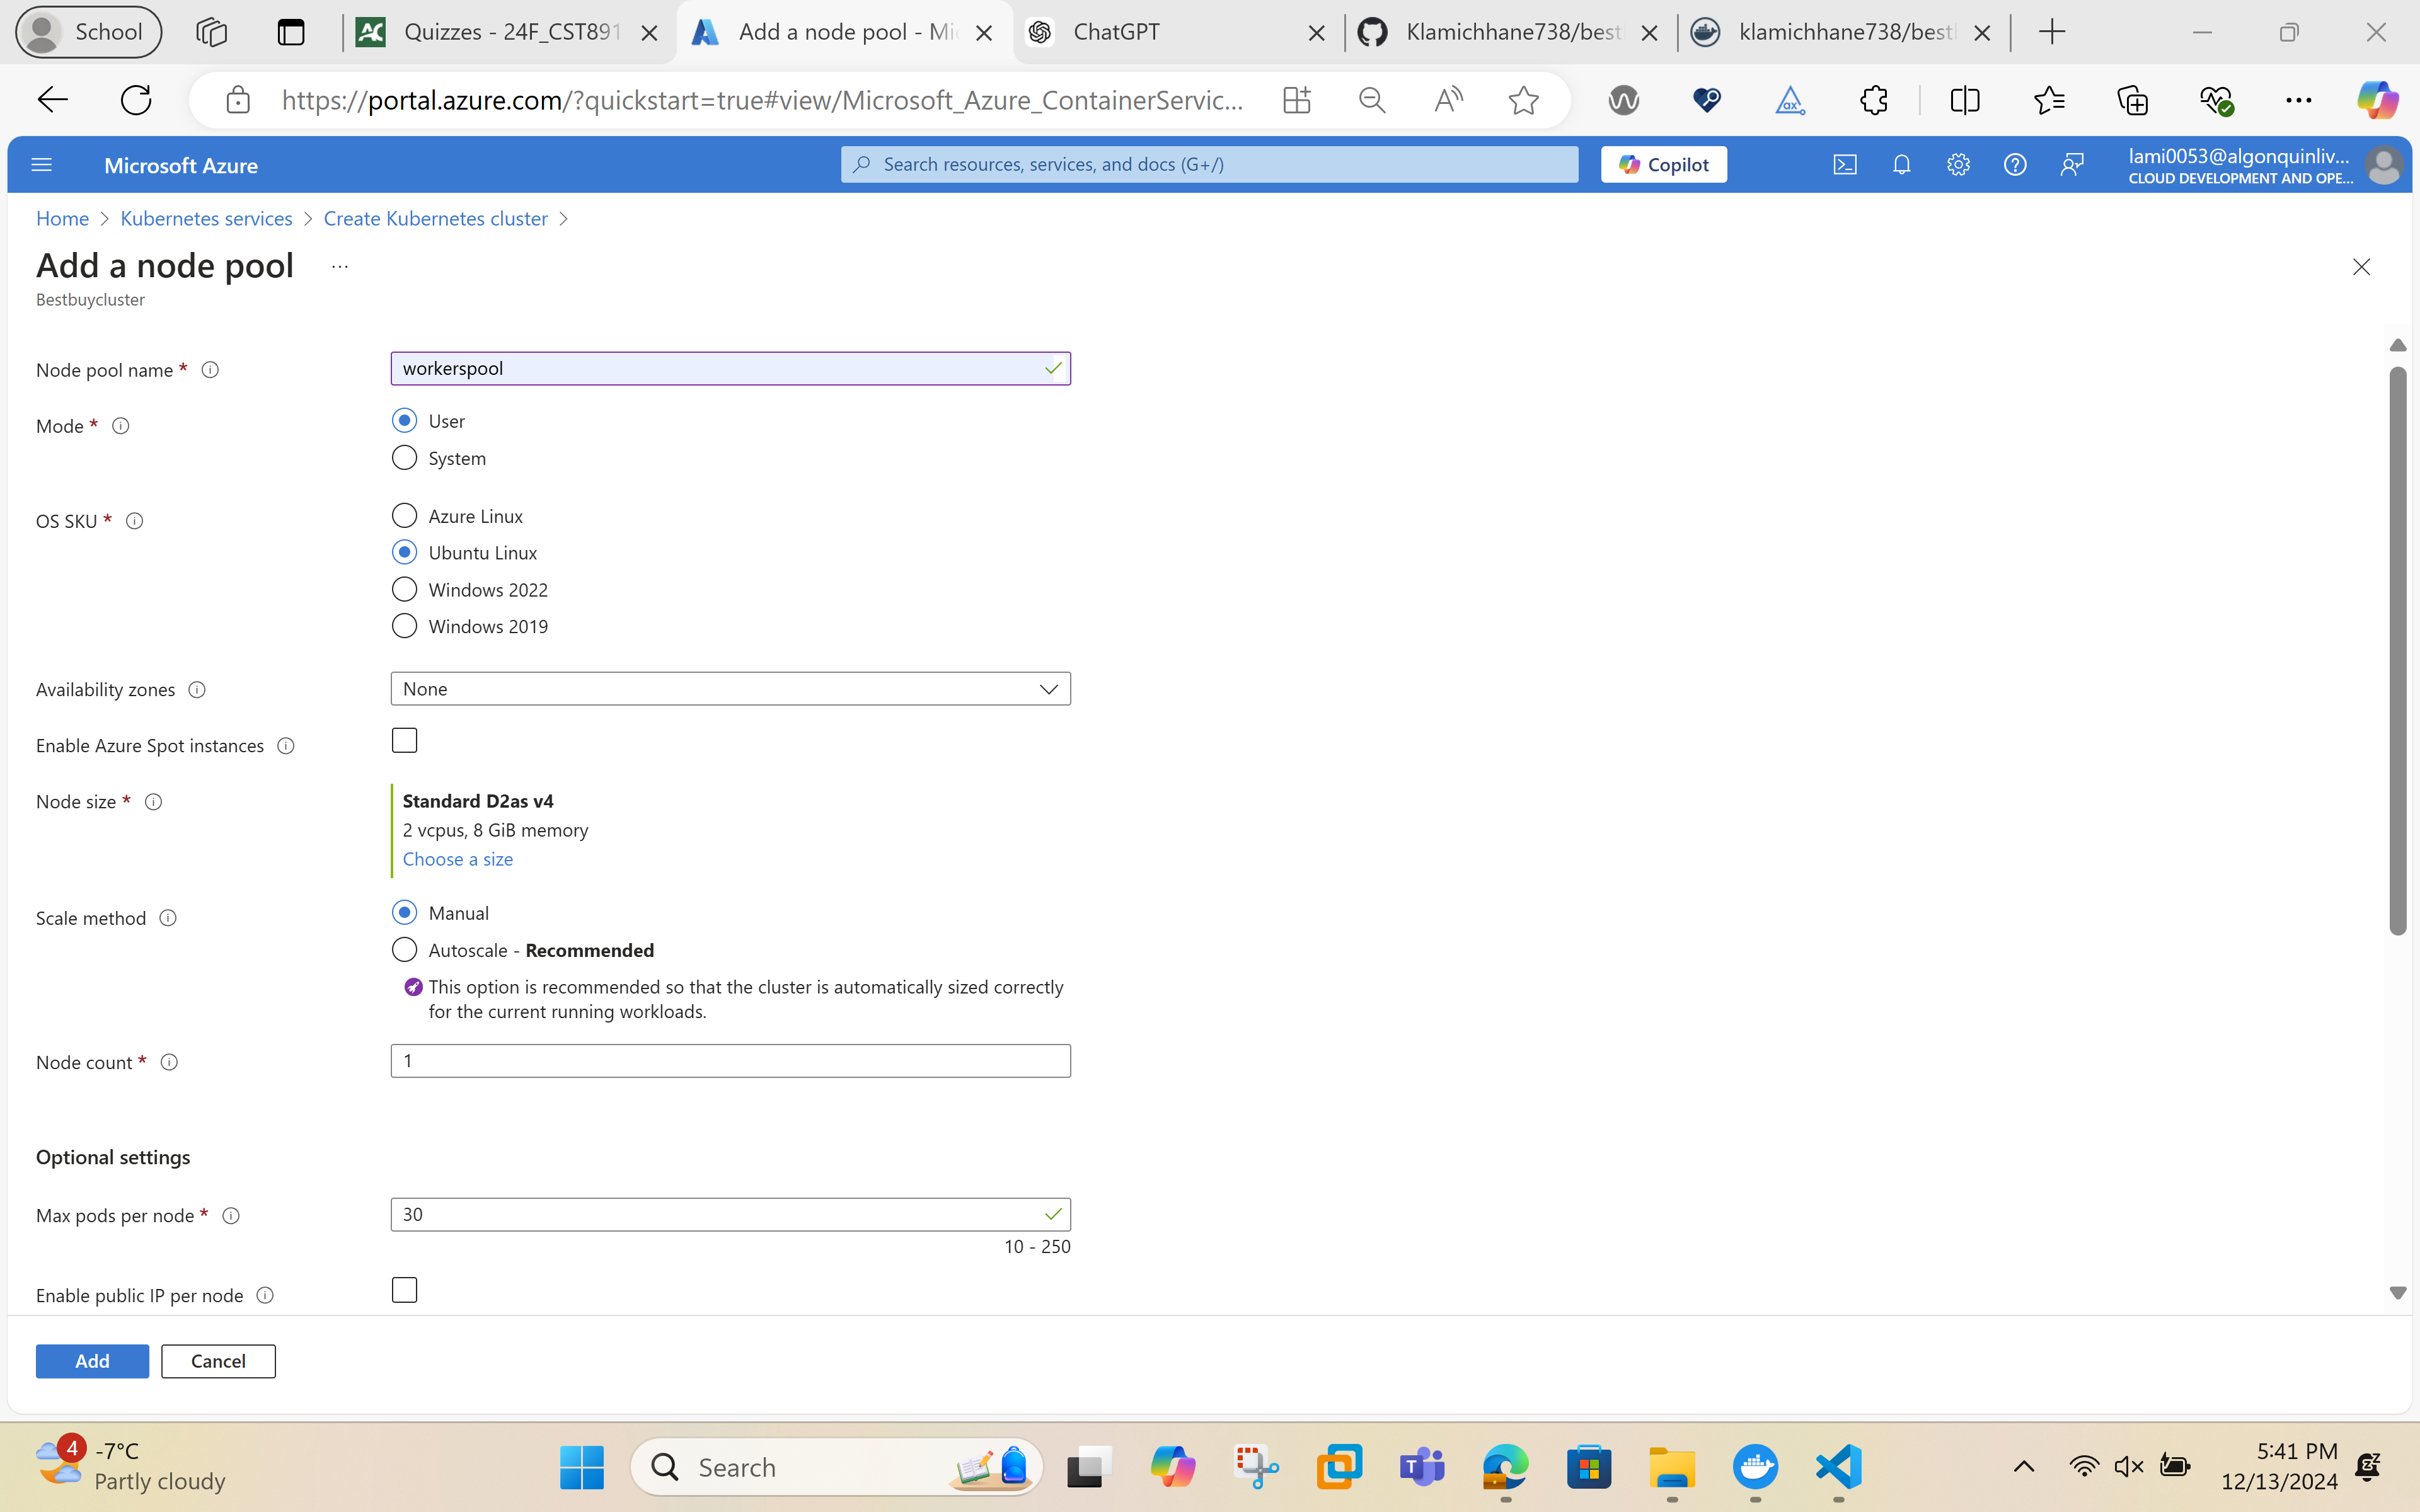 School
Quizzes - 24F_CST891
Add a node pool - Mi
ChatGPT
Klamichhane738/best
klamichhane738/best
https://portal.azure.com/?quickstart=true#view/Microsoft_Azure_ContainerServic...
Microsoft Azure
Search resources, services, and docs (G+/)
Copilot
lami0053@algonquinliv...
CLOUD DEVELOPMENT AND OPE...
Home > Kubernetes services > Create Kubernetes cluster >
Add a node pool ...
Bestbuycluster
Node pool name *
workerspool
Mode *
User
System
OS SKU *
Azure Linux
Ubuntu Linux
Windows 2022
Windows 2019
Availability zones
None
Enable Azure Spot instances
Node size *
Standard D2as v4
2 vcpus, 8 GiB memory
Choose a size
Scale method
Manual
Autoscale - Recommended
This option is recommended so that the cluster is automatically sized correctly
for the current running workloads.
Node count *
1
Optional settings
Max pods per node *
30
10 - 250
Enable public IP per node
Add
Cancel
4
-7°C
Partly cloudy
Search
5:41 PM
12/13/2024